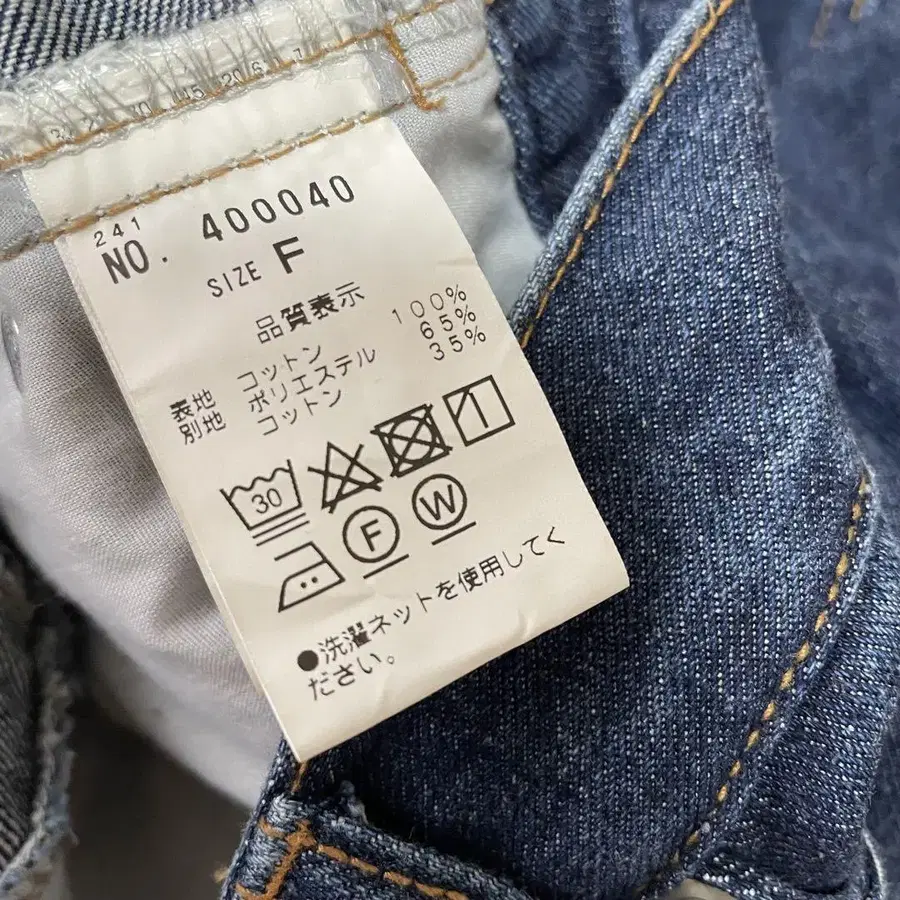 241
NO. 400040
SIZE F
品質表示
表地 コットン 100%
別地 ポリエステル 65%
コットン 35%
30
F W
●洗濯ネットを使用してく
ださい。